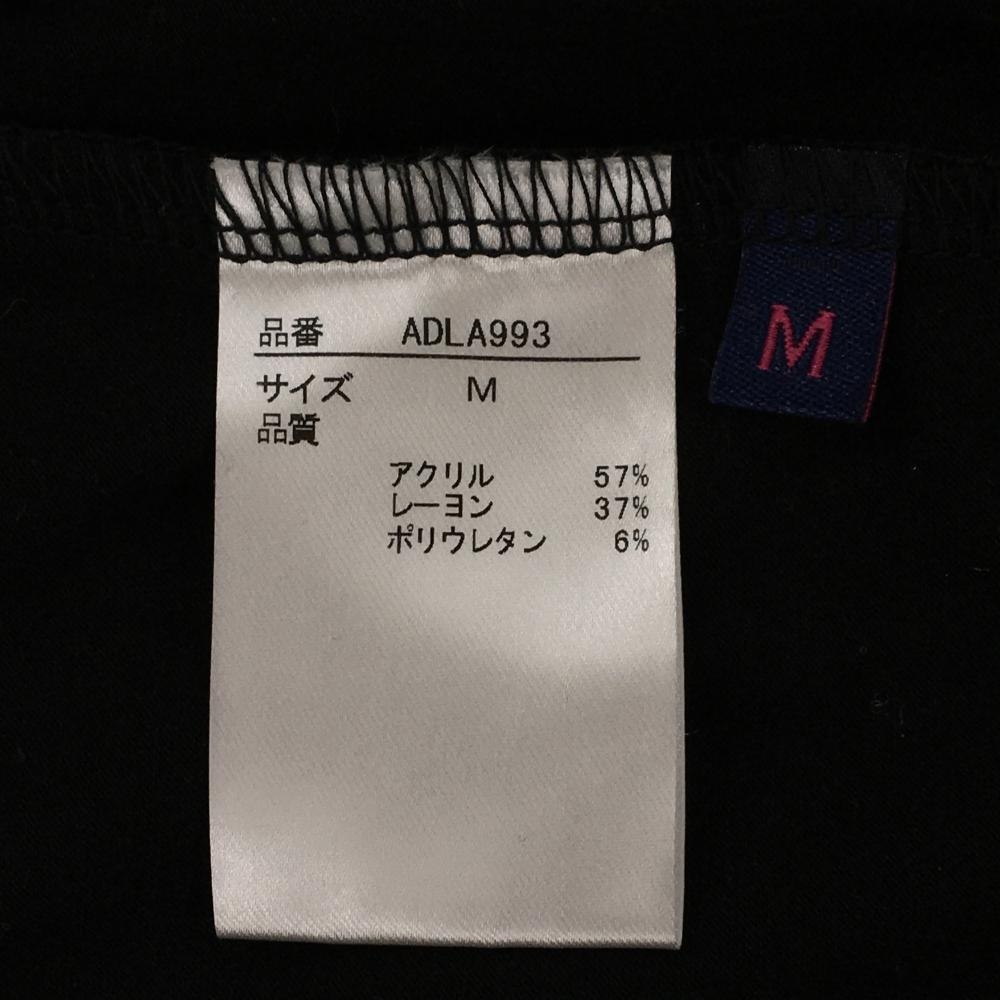 品番 ADLA993
サイズ M
品質
アクリル 57%
レーヨン 37%
ポリウレタン 6%
M